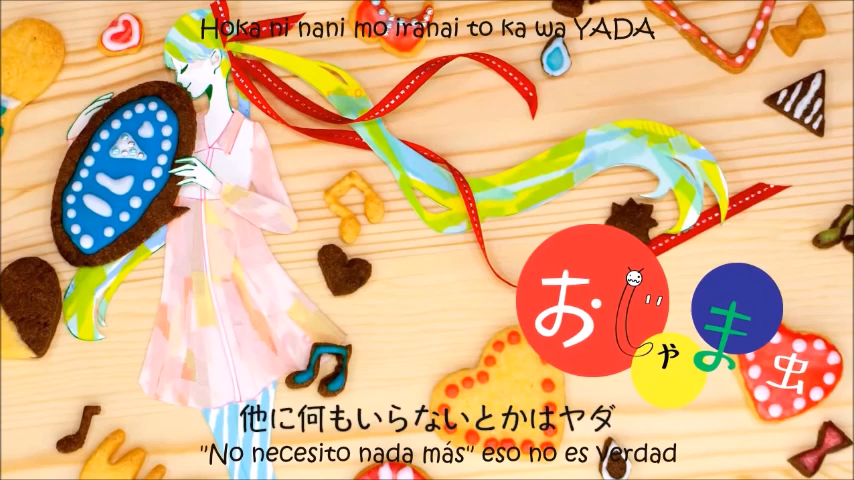 Hoka ni nani mo iranai to ka wa YADA
おじゃま虫
他に何もいらないとかはヤダ
"No necesito nada más" eso no es verdad